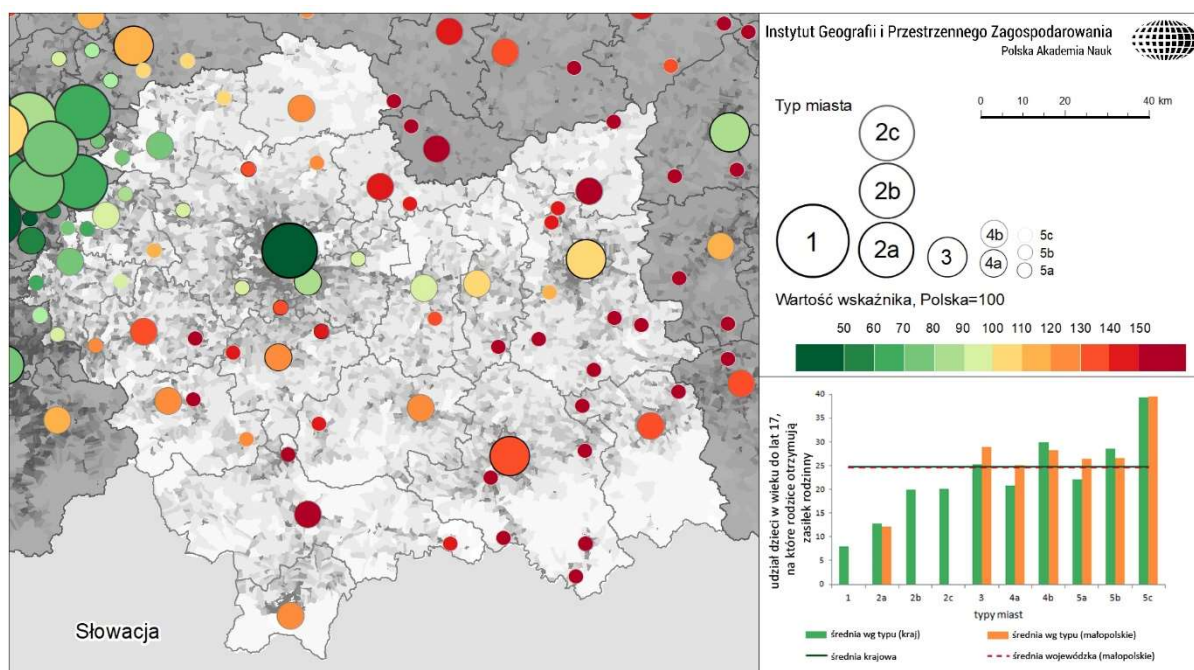 Instytut Geografii i Przestrzennego Zagospodarowania
Polska Akademia Nauk
Typ miasta
0 10 20 40 km
2c
2b
1
2a
3
4b
4a
5c
5b
5a
Wartość wskaźnika, Polska=100
50 60 70 80 90 100 110 120 130 140 150
Słowacja
udział dzieci w wieku do lat 17,
na które rodzice otrzymują
zasiłek rodzinny
40
35
30
25
20
15
10
5
0
1 2a 2b 2c 3 4a 4b 5a 5b 5c
typy miast
średnia wg typu (kraj)
średnia wg typu (małopolskie)
średnia krajowa
średnia wojewódzka (małopolskie)